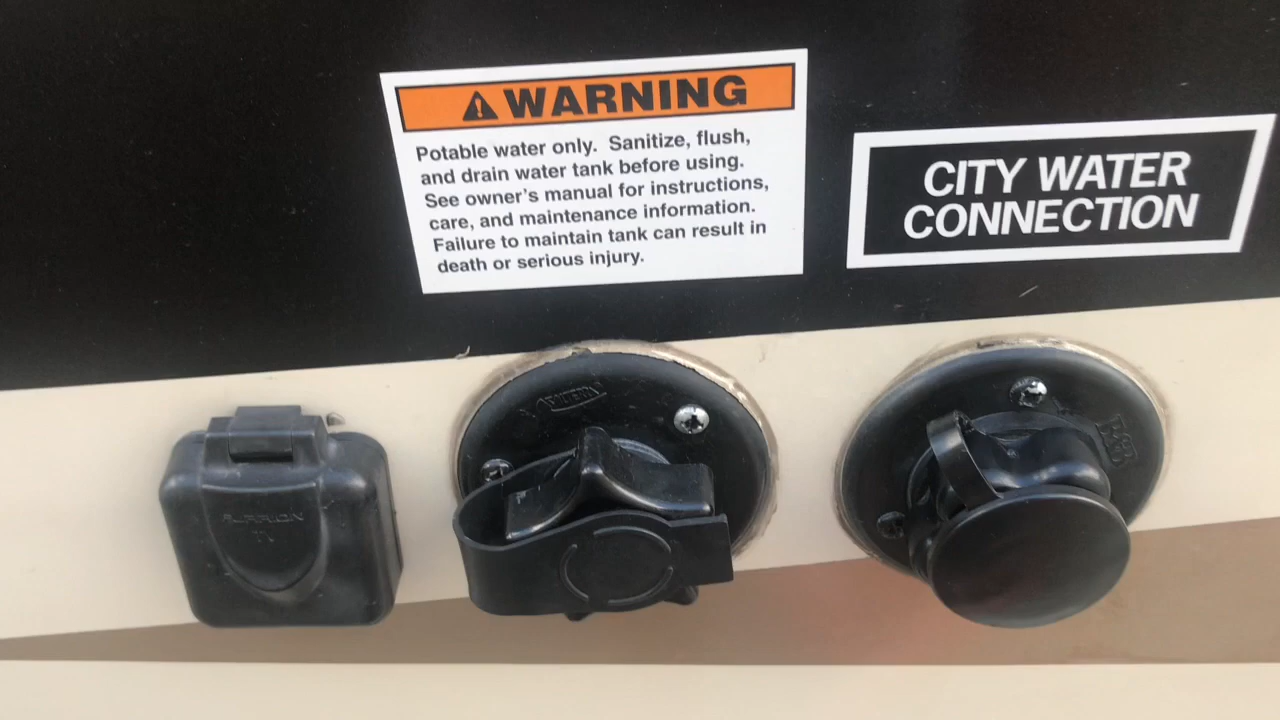 WARNING
Potable water only. Sanitize, flush,
and drain water tank before using.
See owner's manual for instructions,
care, and maintenance information.
Failure to maintain tank can result in
death or serious injury.
CITY WATER
CONNECTION